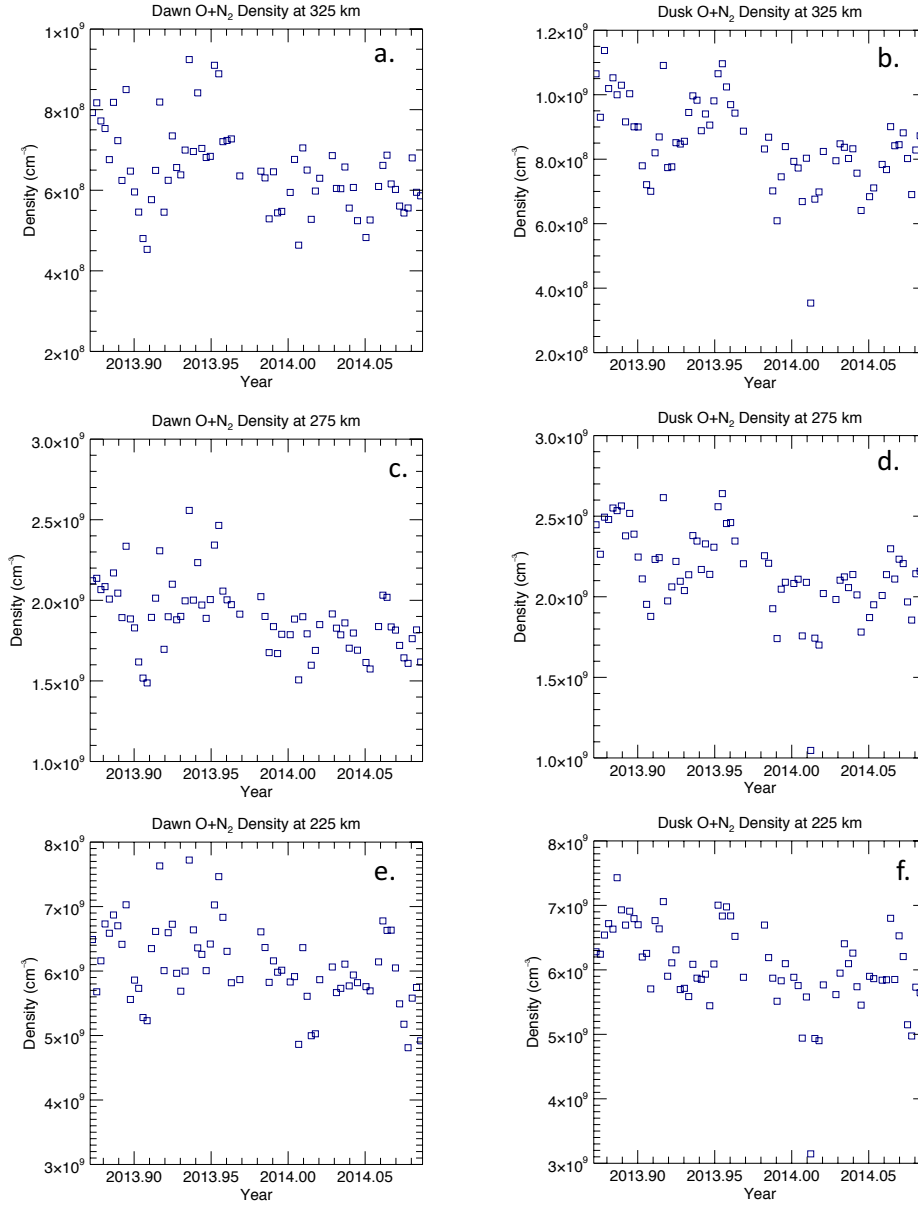 Dawn O+N₂ Density at 325 km
a.
1×10⁹
8×10⁸
6×10⁸
4×10⁸
2×10⁸
Density (cm⁻³)
2013.90 2013.95 2014.00 2014.05
Year
Dusk O+N₂ Density at 325 km
b.
1.2×10⁹
1.0×10⁹
8.0×10⁸
6.0×10⁸
4.0×10⁸
2.0×10⁸
Density (cm⁻³)
2013.90 2013.95 2014.00 2014.05
Year
Dawn O+N₂ Density at 275 km
c.
3.0×10⁹
2.5×10⁹
2.0×10⁹
1.5×10⁹
1.0×10⁹
Density (cm⁻³)
2013.90 2013.95 2014.00 2014.05
Year
Dusk O+N₂ Density at 275 km
d.
3.0×10⁹
2.5×10⁹
2.0×10⁹
1.5×10⁹
1.0×10⁹
Density (cm⁻³)
2013.90 2013.95 2014.00 2014.05
Year
Dawn O+N₂ Density at 225 km
e.
8×10⁹
7×10⁹
6×10⁹
5×10⁹
4×10⁹
3×10⁹
Density (cm⁻³)
2013.90 2013.95 2014.00 2014.05
Year
Dusk O+N₂ Density at 225 km
f.
8×10⁹
7×10⁹
6×10⁹
5×10⁹
4×10⁹
3×10⁹
Density (cm⁻³)
2013.90 2013.95 2014.00 2014.05
Year